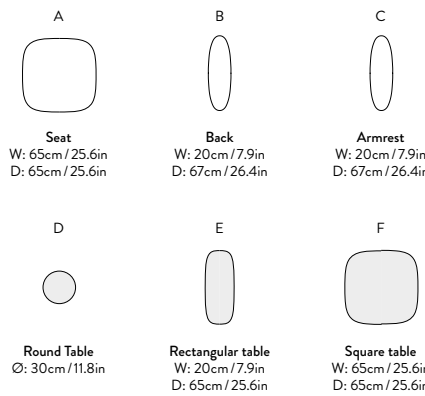 A
B
C
Seat
Back
Armrest
W: 65cm/25.6in
W: 20cm/7.9in
W: 20cm/7.9in
D: 65cm/25.6in
D: 67cm/26.4in
D: 67cm/26.4in
D
E
F
Round Table
Rectangular table
Square table
Ø: 30cm/11.8in
W: 20cm/7.9in
W: 65cm/25.6in
D: 65cm/25.6in
D: 65cm/25.6in